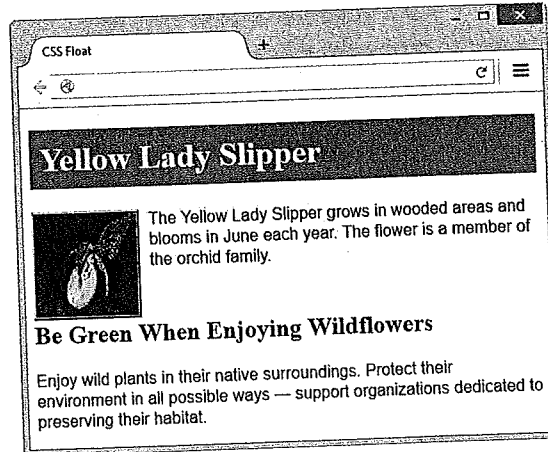 CSS Float
Yellow Lady Slipper
The Yellow Lady Slipper grows in wooded areas and
blooms in June each year. The flower is a member of
the orchid family.
Be Green When Enjoying Wildflowers
Enjoy wild plants in their native surroundings. Protect their
environment in all possible ways — support organizations dedicated to
preserving their habitat.